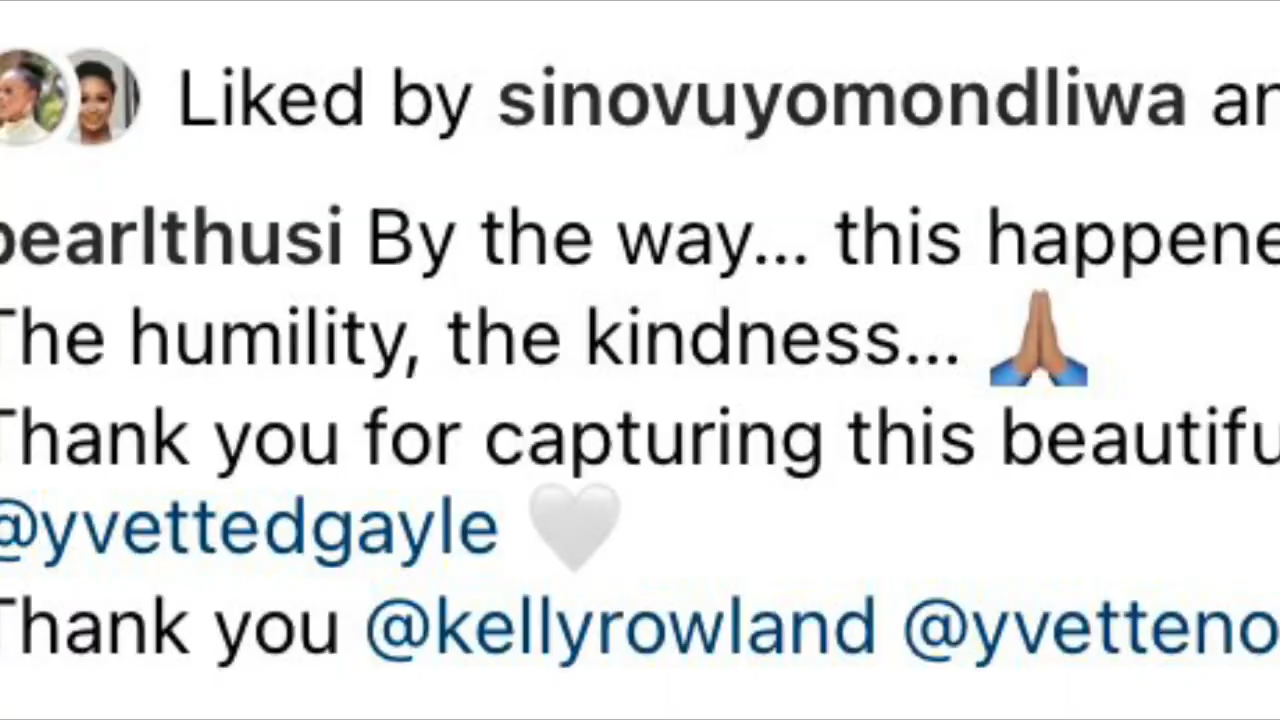 Liked by sinovuyomondliwa an
pearlthusi By the way... this happene
The humility, the kindness... 🙏🏽
Thank you for capturing this beautifu
@yvettedgayle 🤍
Thank you @kellyrowland @yvetteno